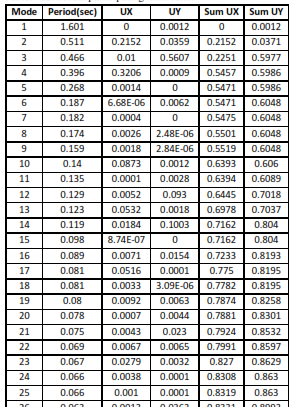 Mode Period(sec) UX UY Sum UX Sum UY
1 1.601 0 0.0012 0 0.0012
2 0.511 0.2152 0.0359 0.2152 0.0371
3 0.466 0.01 0.5607 0.2251 0.5977
4 0.396 0.3206 0.0009 0.5457 0.5986
5 0.268 0.0014 0 0.5471 0.5986
6 0.187 6.68E-06 0.0062 0.5471 0.6048
7 0.182 0.0004 0 0.5475 0.6048
8 0.174 0.0026 2.48E-06 0.5501 0.6048
9 0.159 0.0018 2.84E-06 0.5519 0.6048
10 0.14 0.0873 0.0012 0.6393 0.606
11 0.135 0.0001 0.0028 0.6394 0.6089
12 0.129 0.0052 0.093 0.6445 0.7018
13 0.123 0.0532 0.0018 0.6978 0.7037
14 0.119 0.0184 0.1003 0.7162 0.804
15 0.098 8.74E-07 0 0.7162 0.804
16 0.089 0.0071 0.0154 0.7233 0.8193
17 0.081 0.0516 0.0001 0.775 0.8195
18 0.081 0.0033 3.09E-06 0.7782 0.8195
19 0.08 0.0092 0.0063 0.7874 0.8258
20 0.078 0.0007 0.0044 0.7881 0.8301
21 0.075 0.0043 0.023 0.7924 0.8532
22 0.069 0.0067 0.0065 0.7991 0.8597
23 0.067 0.0279 0.0032 0.827 0.8629
24 0.066 0.0038 0.0001 0.8308 0.863
25 0.066 0.001 0.0001 0.8319 0.863